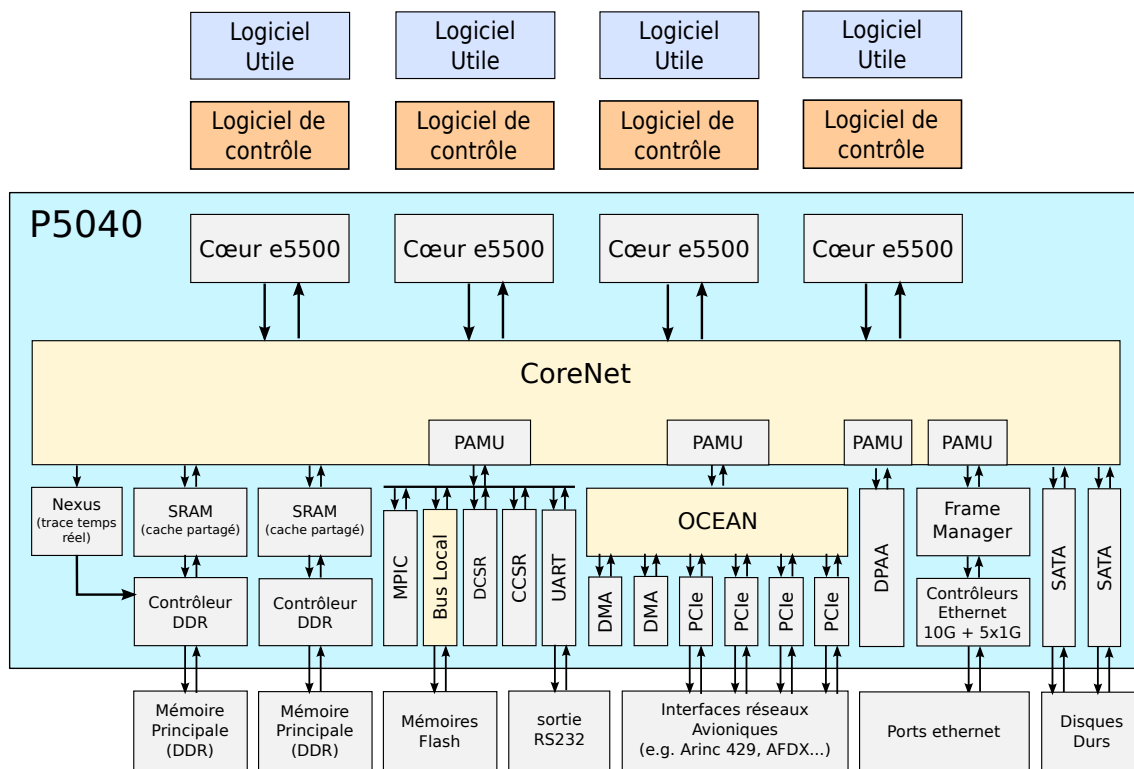 Logiciel
Utile
Logiciel
Utile
Logiciel
Utile
Logiciel
Utile
Logiciel de
contrôle
Logiciel de
contrôle
Logiciel de
contrôle
Logiciel de
contrôle
P5040
Cœur e5500
Cœur e5500
Cœur e5500
Cœur e5500
CoreNet
PAMU
PAMU
PAMU
PAMU
Nexus
(trace temps
réel)
SRAM
(cache partagé)
SRAM
(cache partagé)
MPIC
Bus Local
DCSR
CCSR
UART
OCEAN
DMA
DMA
PCIe
PCIe
PCIe
PCIe
DPAA
Frame
Manager
SATA
SATA
Contrôleur
DDR
Contrôleur
DDR
Contrôleurs
Ethernet
10G + 5x1G
Mémoire
Principale
(DDR)
Mémoire
Principale
(DDR)
Mémoires
Flash
sortie
RS232
Interfaces réseaux
Avioniques
(e.g. Arinc 429, AFDX...)
Ports ethernet
Disques
Durs